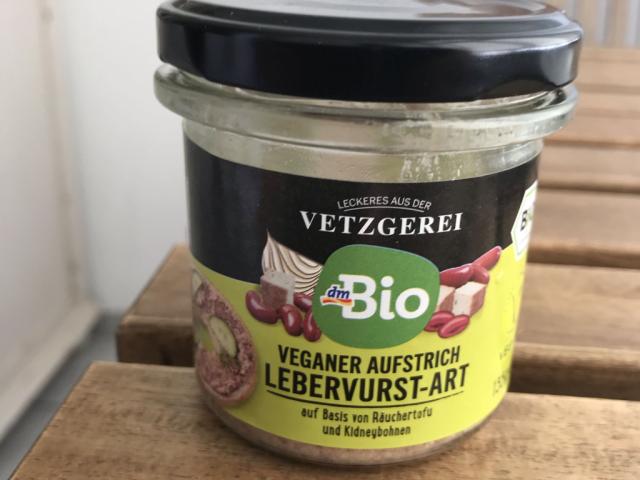 LECKERES AUS DER
VETZGEREI
dm
Bio
VEGANER AUFSTRICH
LEBERVURST-ART
auf Basis von Räuchertofu
und Kidneybohnen